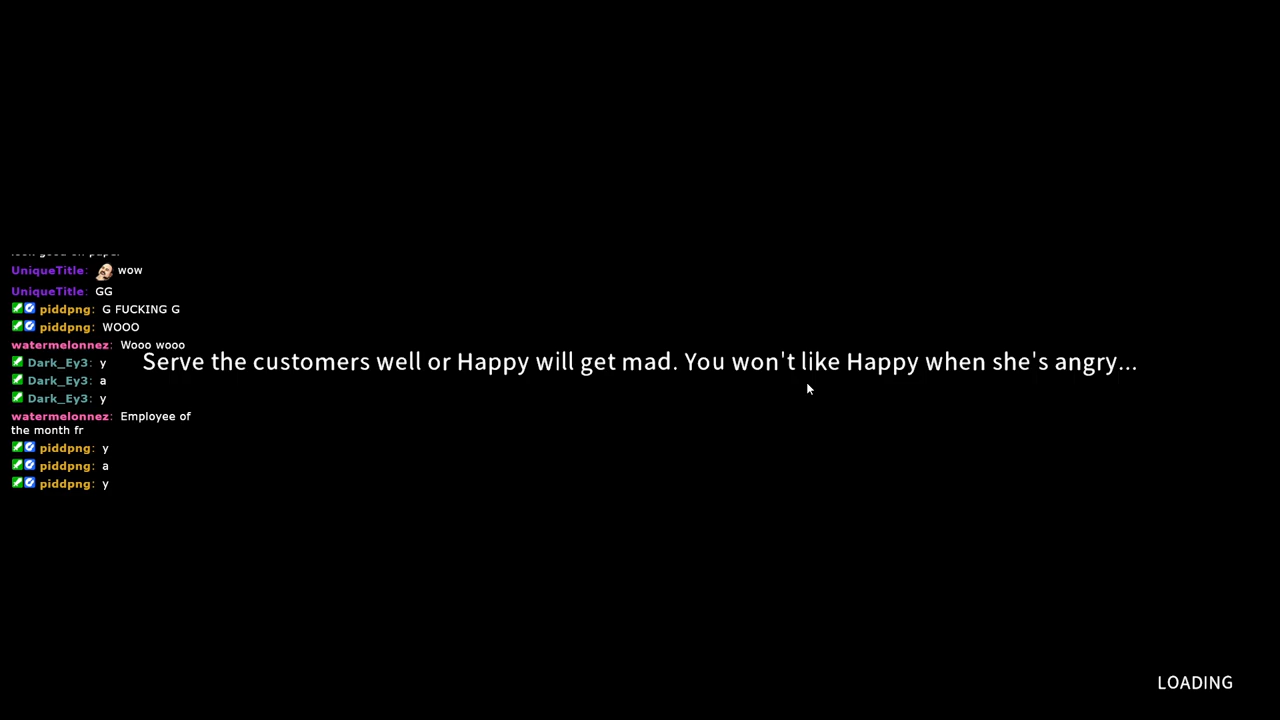 UniqueTitle: wow
UniqueTitle: GG
piddpng: G FUCKING G
piddpng: WOOO
watermelonnez: Wooo wooo
Dark_Ey3: y
Serve the customers well or Happy will get mad. You won't like Happy when she's angry...
Dark_Ey3: a
Dark_Ey3: y
watermelonnez: Employee of
the month fr
piddpng: y
piddpng: a
piddpng: y
LOADING